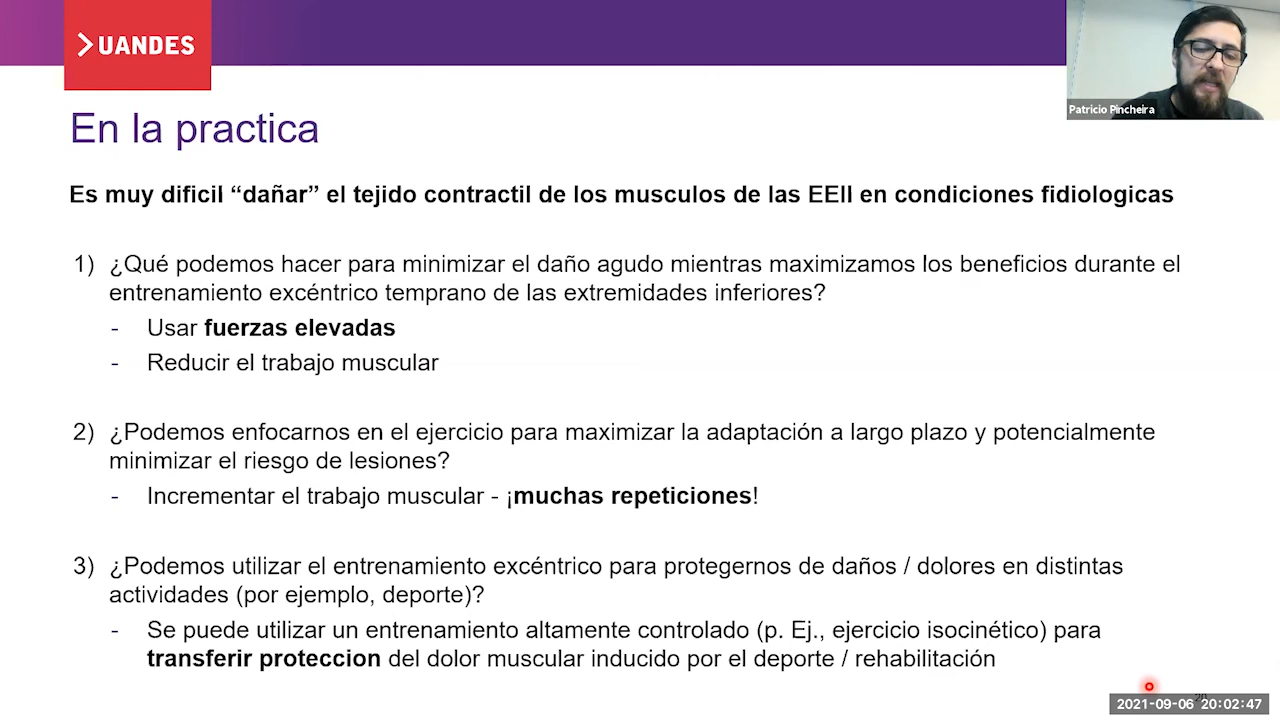 UANDES
Patricio Pincheira
En la practica
Es muy dificil “dañar” el tejido contractil de los musculos de las EEII en condiciones fidiologicas
1) ¿Qué podemos hacer para minimizar el daño agudo mientras maximizamos los beneficios durante el
entrenamiento excéntrico temprano de las extremidades inferiores?
- Usar fuerzas elevadas
- Reducir el trabajo muscular
2) ¿Podemos enfocarnos en el ejercicio para maximizar la adaptación a largo plazo y potencialmente
minimizar el riesgo de lesiones?
- Incrementar el trabajo muscular - ¡muchas repeticiones!
3) ¿Podemos utilizar el entrenamiento excéntrico para protegernos de daños / dolores en distintas
actividades (por ejemplo, deporte)?
- Se puede utilizar un entrenamiento altamente controlado (p. Ej., ejercicio isocinético) para
transferir proteccion del dolor muscular inducido por el deporte / rehabilitación
2021-09-06 20:02:47